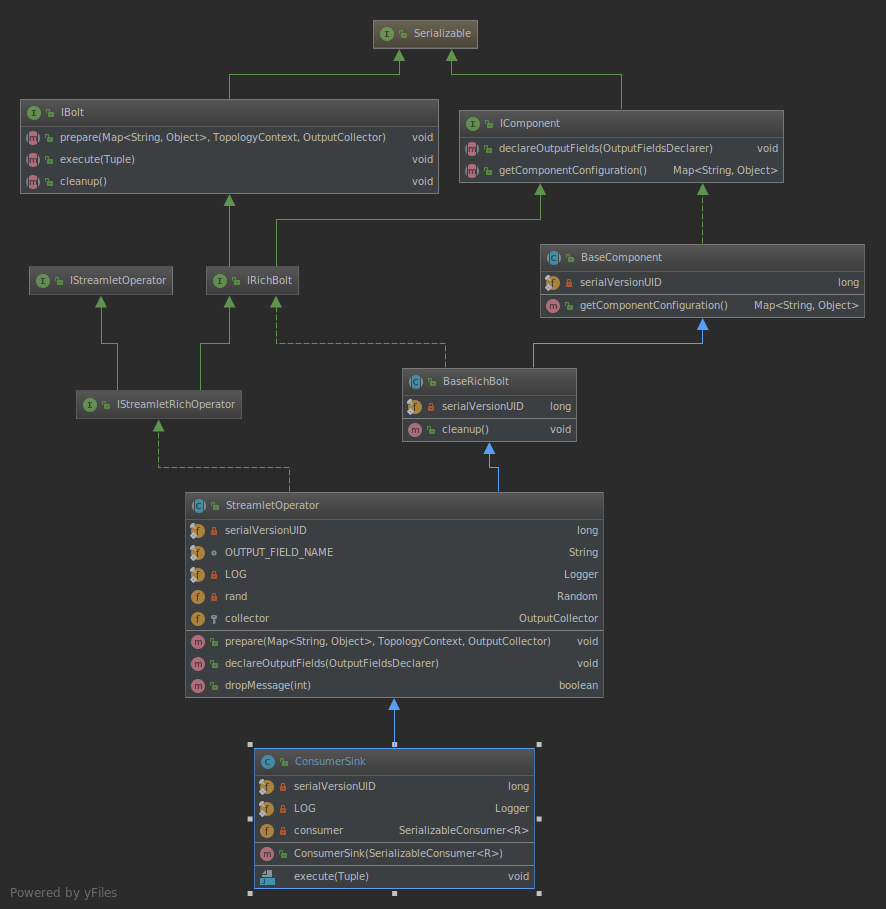 Serializable
IBolt
prepare(Map<String, Object>, TopologyContext, OutputCollector) void
execute(Tuple) void
cleanup() void
IComponent
declareOutputFields(OutputFieldsDeclarer) void
getComponentConfiguration() Map<String, Object>
BaseComponent
serialVersionUID long
getComponentConfiguration() Map<String, Object>
IStreamletOperator
IRichBolt
BaseRichBolt
serialVersionUID long
cleanup() void
IStreamletRichOperator
StreamletOperator
serialVersionUID long
OUTPUT_FIELD_NAME String
LOG Logger
rand Random
collector OutputCollector
prepare(Map<String, Object>, TopologyContext, OutputCollector) void
declareOutputFields(OutputFieldsDeclarer) void
dropMessage(int) boolean
ConsumerSink
serialVersionUID long
LOG Logger
consumer SerializableConsumer<R>
ConsumerSink(SerializableConsumer<R>)
execute(Tuple) void
Powered by yFiles